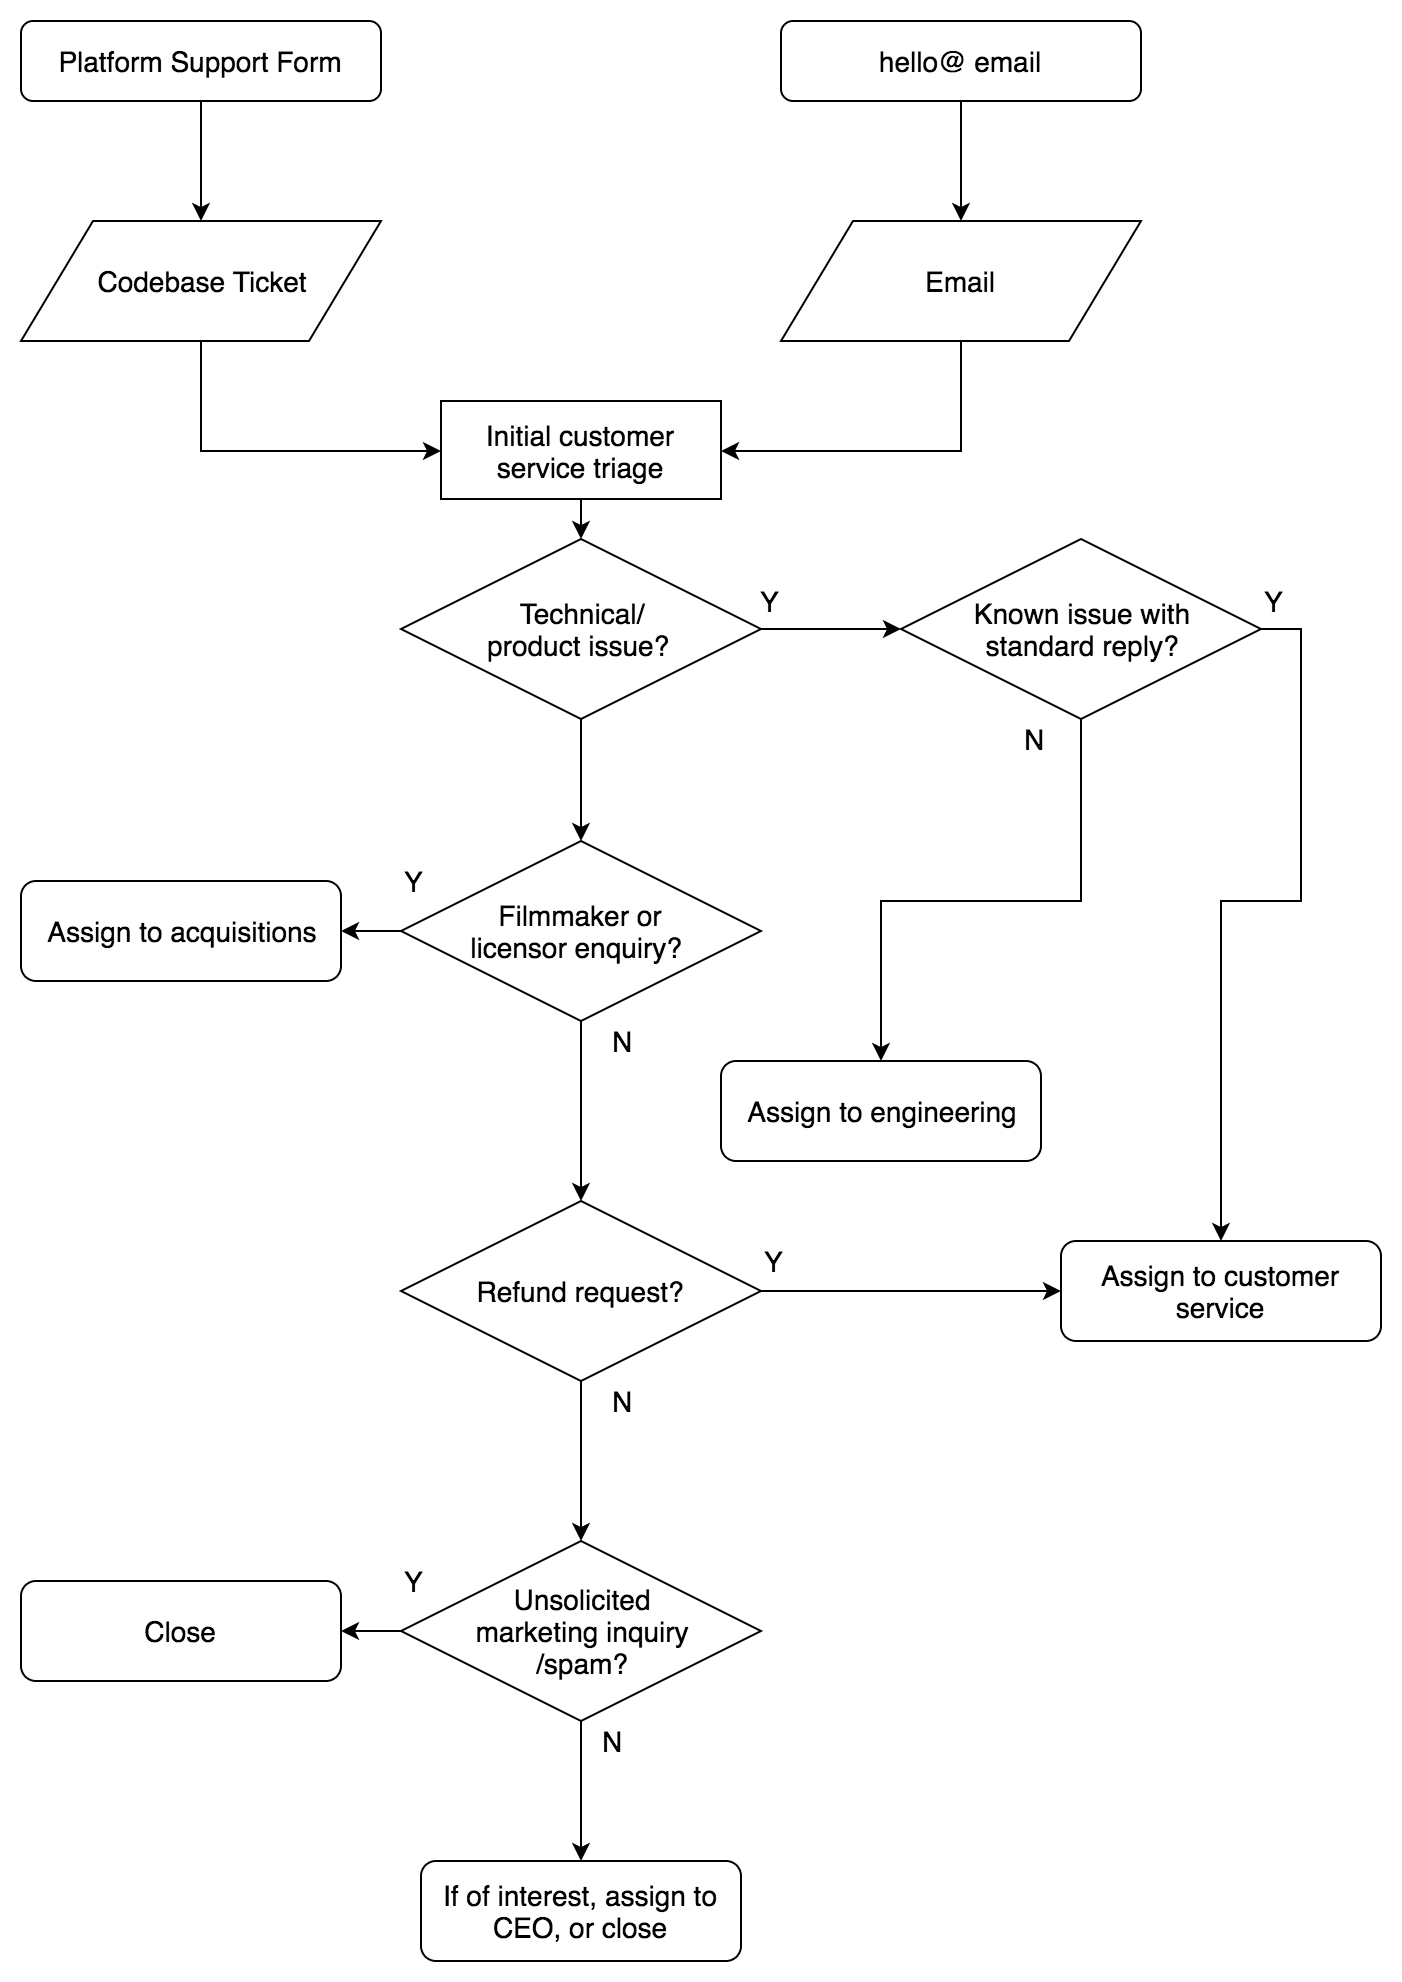 Platform Support Form
hello@ email
Codebase Ticket
Email
Initial customer
service triage
Technical/
product issue?
Y
Known issue with
standard reply?
Y
N
Filmmaker or
licensor enquiry?
Y
Assign to acquisitions
N
Assign to engineering
Refund request?
Y
Assign to customer
service
N
Unsolicited
marketing inquiry
/spam?
Y
Close
N
If of interest, assign to
CEO, or close